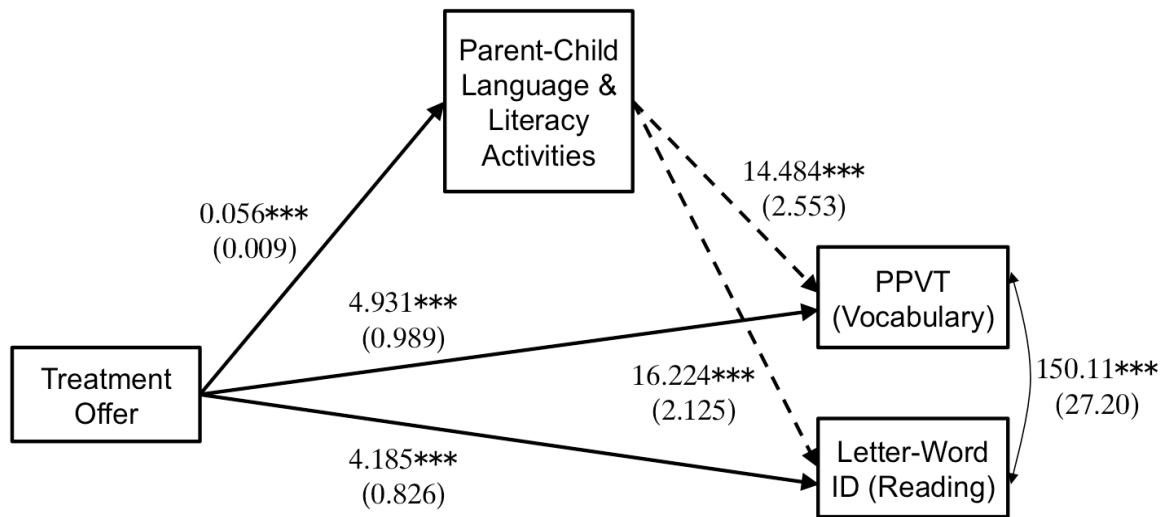 Parent-Child
Language &
Literacy
Activities
14.484***
(2.553)
0.056***
(0.009)
PPVT
(Vocabulary)
4.931***
(0.989)
Treatment
Offer
16.224***
(2.125)
150.11***
(27.20)
4.185***
(0.826)
Letter-Word
ID (Reading)